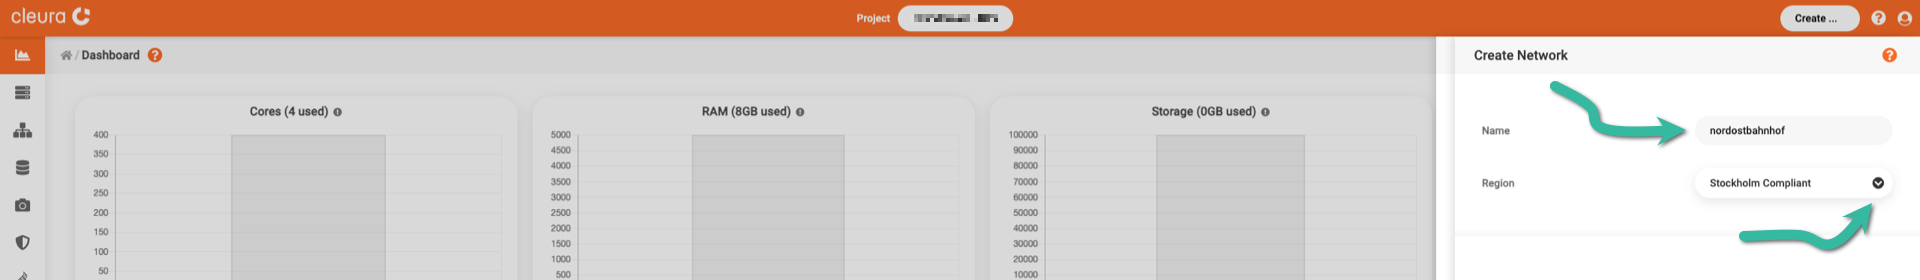 cleura
Project
Create ...
Dashboard
Create Network
Cores (4 used)
400
350
300
250
200
150
100
50
RAM (8GB used)
5000
4500
4000
3500
3000
2500
2000
1500
1000
500
Storage (0GB used)
100000
90000
80000
70000
60000
50000
40000
30000
20000
10000
Name
nordostbahnhof
Region
Stockholm Compliant